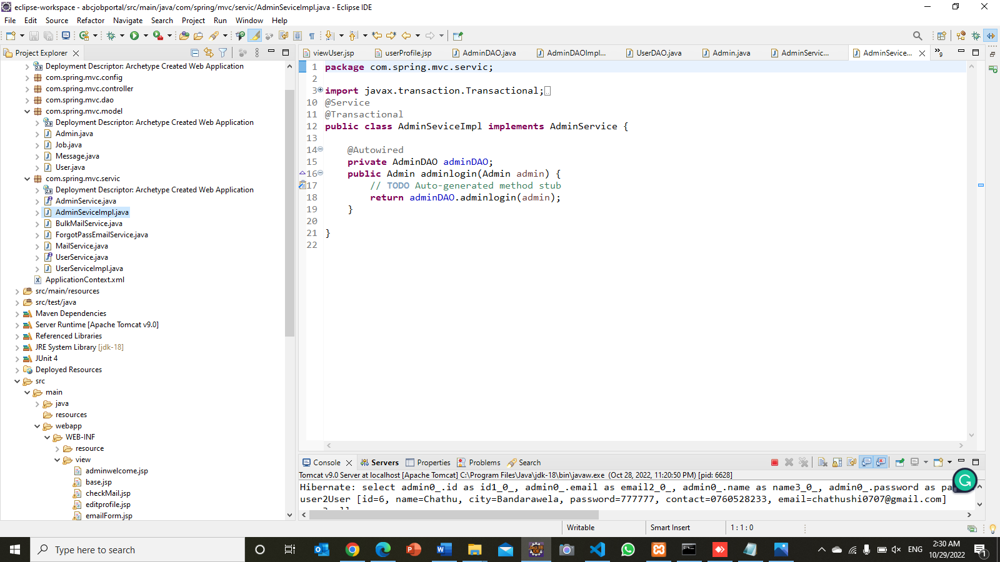 eclipse-workspace - abcjobportal/src/main/java/com/spring/mvc/servic/AdminSeviceImpl.java - Eclipse IDE
File Edit Source Refactor Navigate Search Project Run Window Help
Project Explorer
viewUser.jsp userProfile.jsp AdminDAO.java AdminDAOImpl... UserDAO.java Admin.java AdminServic... AdminSevice... 9
Deployment Descriptor: Archetype Created Web Application
com.spring.mvc.config
com.spring.mvc.controller
com.spring.mvc.dao
com.spring.mvc.model
Deployment Descriptor: Archetype Created Web Application
Admin.java
Job.java
Message.java
User.java
com.spring.mvc.servic
Deployment Descriptor: Archetype Created Web Application
AdminService.java
AdminSeviceImpl.java
BulkMailService.java
ForgotPassEmailService.java
MailService.java
UserService.java
UserServiceImpl.java
ApplicationContext.xml
src/main/resources
src/test/java
Maven Dependencies
Server Runtime [Apache Tomcat v9.0]
Referenced Libraries
JRE System Library [jdk-18]
JUnit 4
Deployed Resources
src
main
java
resources
webapp
WEB-INF
resource
view
adminwelcome.jsp
base.jsp
checkMail.jsp
editprofile.jsp
emailForm.jsp
1 package com.spring.mvc.servic;
2
3 import javax.transaction.Transactional;
10 @Service
11 @Transactional
12 public class AdminSeviceImpl implements AdminService {
13
14 @Autowired
15 private AdminDAO adminDAO;
16 public Admin adminlogin(Admin admin) {
17 // TODO Auto-generated method stub
18 return adminDAO.adminlogin(admin);
19 }
20
21 }
22
Console Servers Properties Problems Search
Tomcat v9.0 Server at localhost [Apache Tomcat] C:\Program Files\Java\jdk-18\bin\javaw.exe (Oct 28, 2022, 11:20:50 PM) [pid: 6628]
Hibernate: select admin0_.id as id1_0_, admin0_.email as email2_0_, admin0_.name as name3_0_, admin0_.password as pa
user2User [id=6, name=Chathu, city=Bandarawela, password=777777, contact=0760528233, email=chathushi0707@gmail.com]
Writable Smart Insert 1 : 1 : 0
Type here to search
ENG 2:30 AM
10/29/2022 1